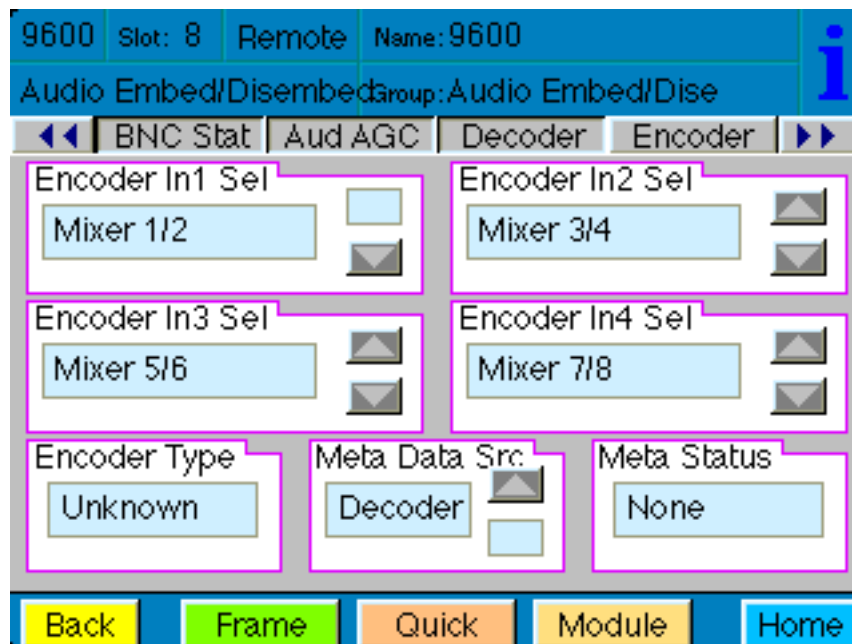 9600 Slot: 8 Remote Name: 9600
Audio Embed/Disembed Group: Audio Embed/Dise
i
BNC Stat Aud AGC Decoder Encoder
Encoder In1 Sel Encoder In2 Sel
Mixer 1/2 Mixer 3/4
Encoder In3 Sel Encoder In4 Sel
Mixer 5/6 Mixer 7/8
Encoder Type Meta Data Src Meta Status
Unknown Decoder None
Back Frame Quick Module Home